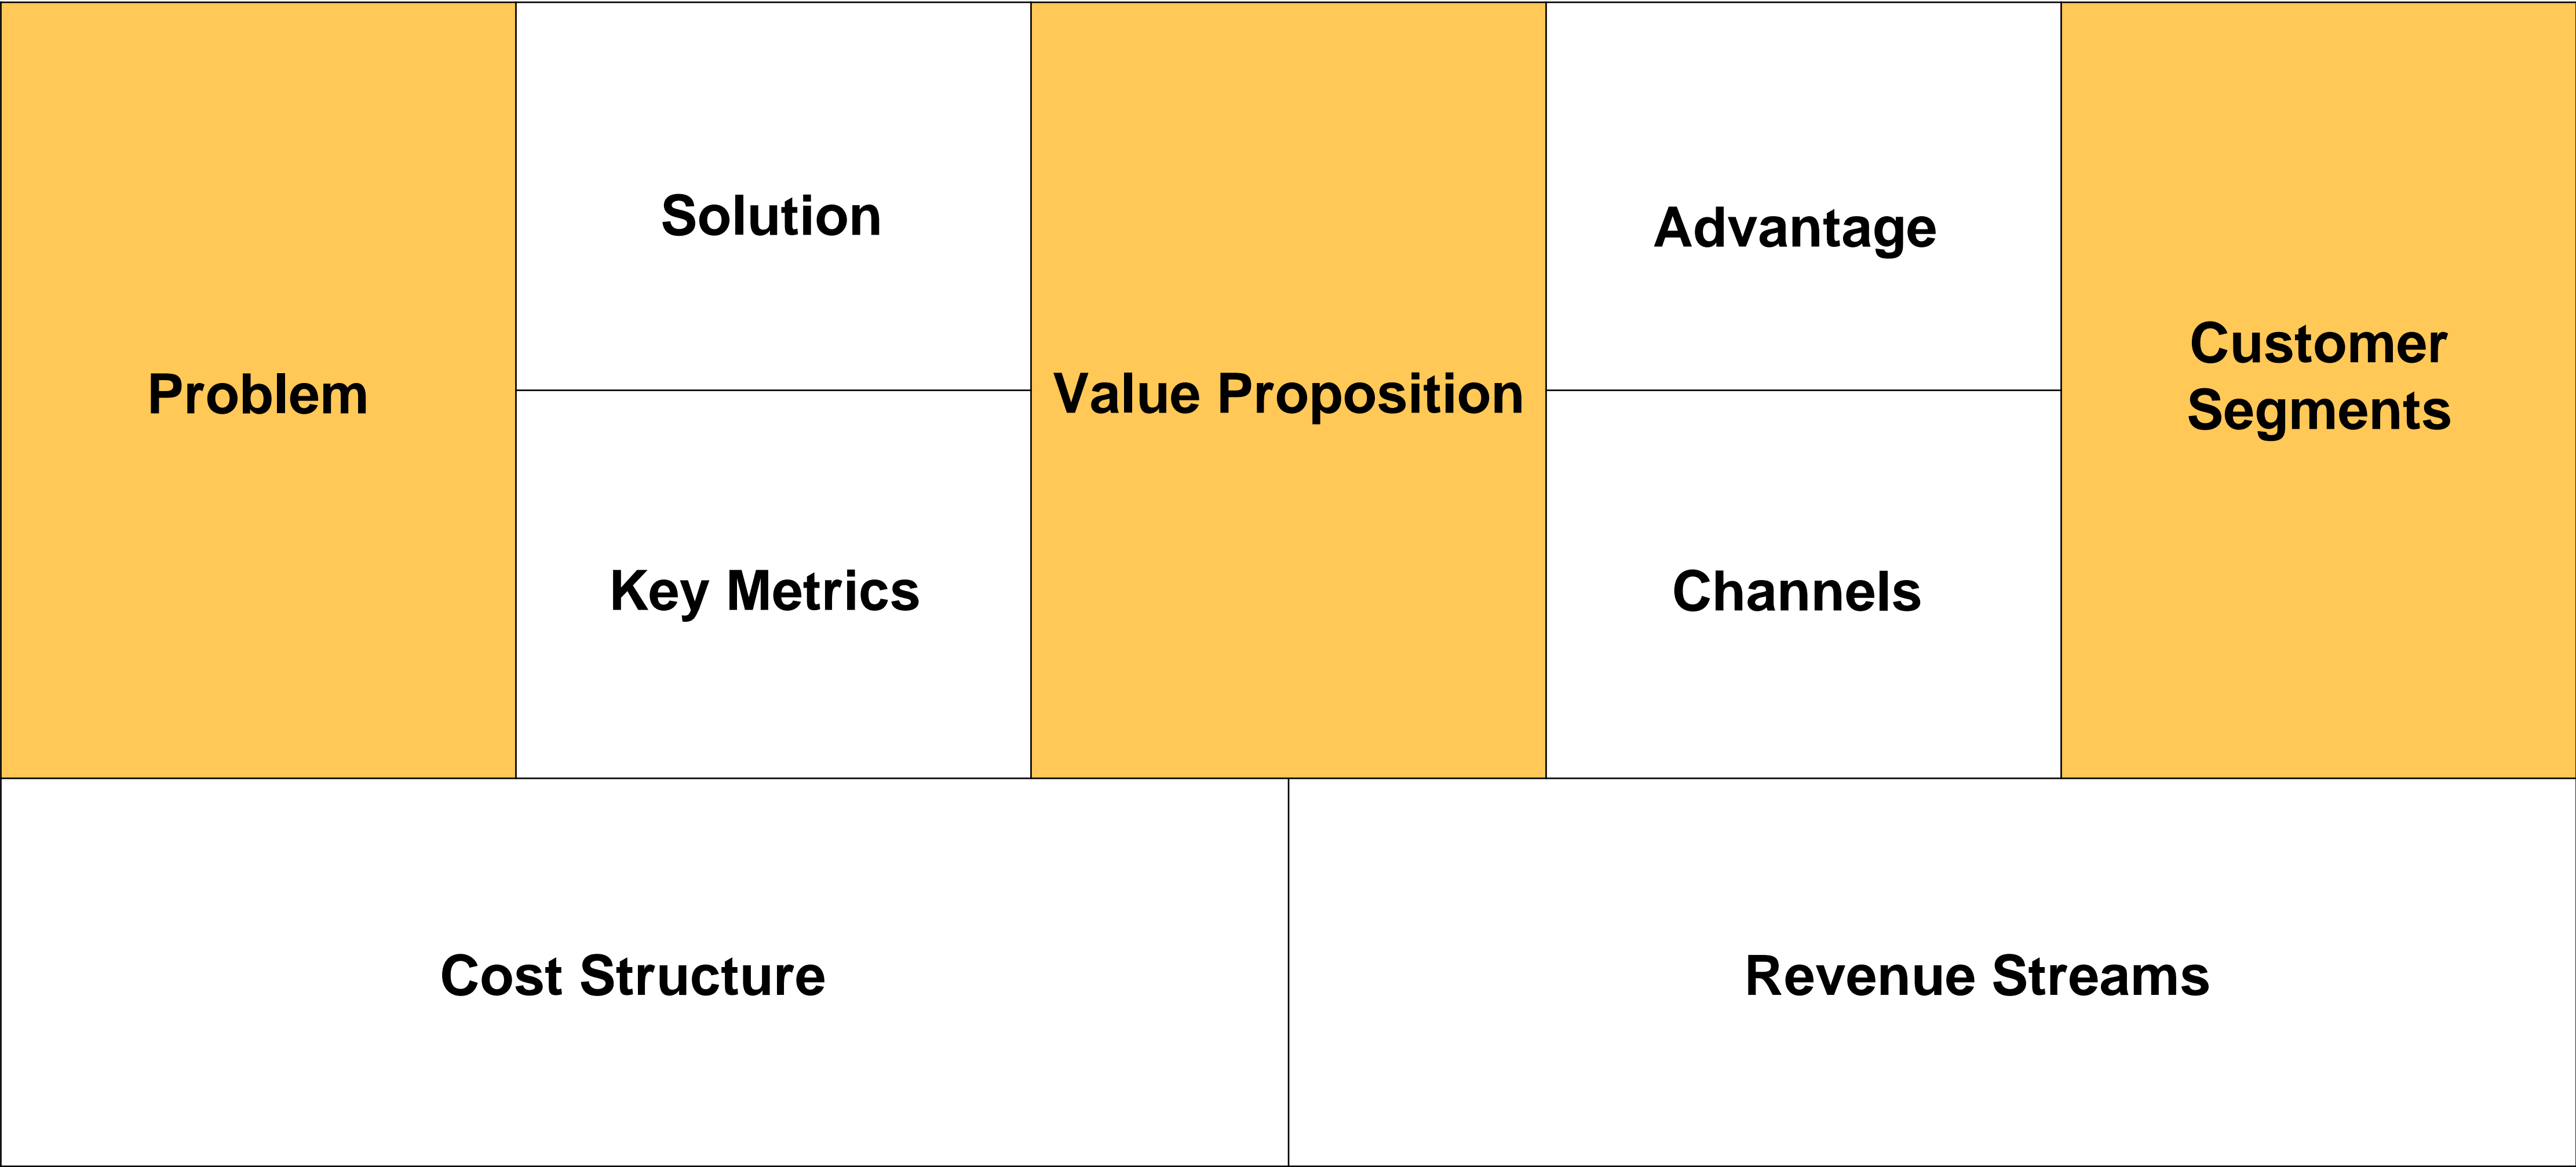 Problem
Solution
Key Metrics
Value Proposition
Advantage
Channels
Customer
Segments
Cost Structure
Revenue Streams